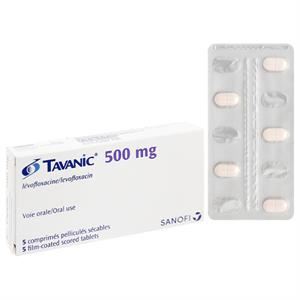 TAVANIC® 500 mg
lévofloxacine/levofloxacin
Voie orale/Oral use
5 comprimés pelliculés sécables
5 film-coated scored tablets
SANOFI